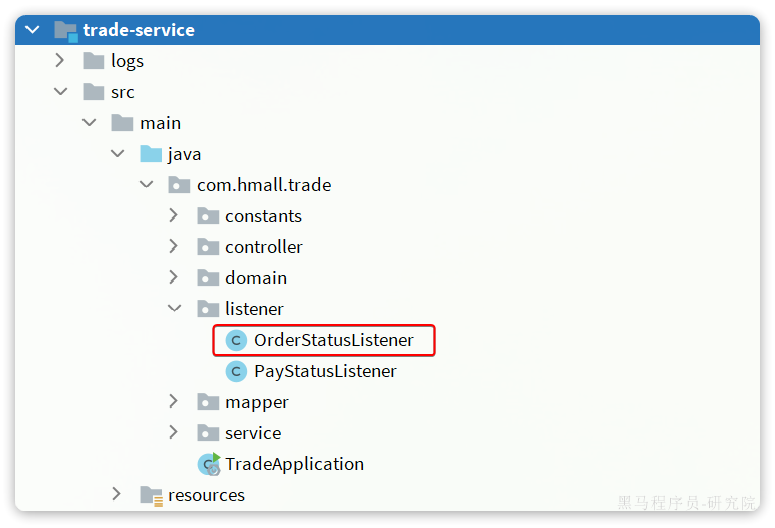 trade-service
logs
src
main
java
com.hmall.trade
constants
controller
domain
listener
C OrderStatusListener
C PayStatusListener
mapper
service
TradeApplication
resources
黑马程序员-研究院